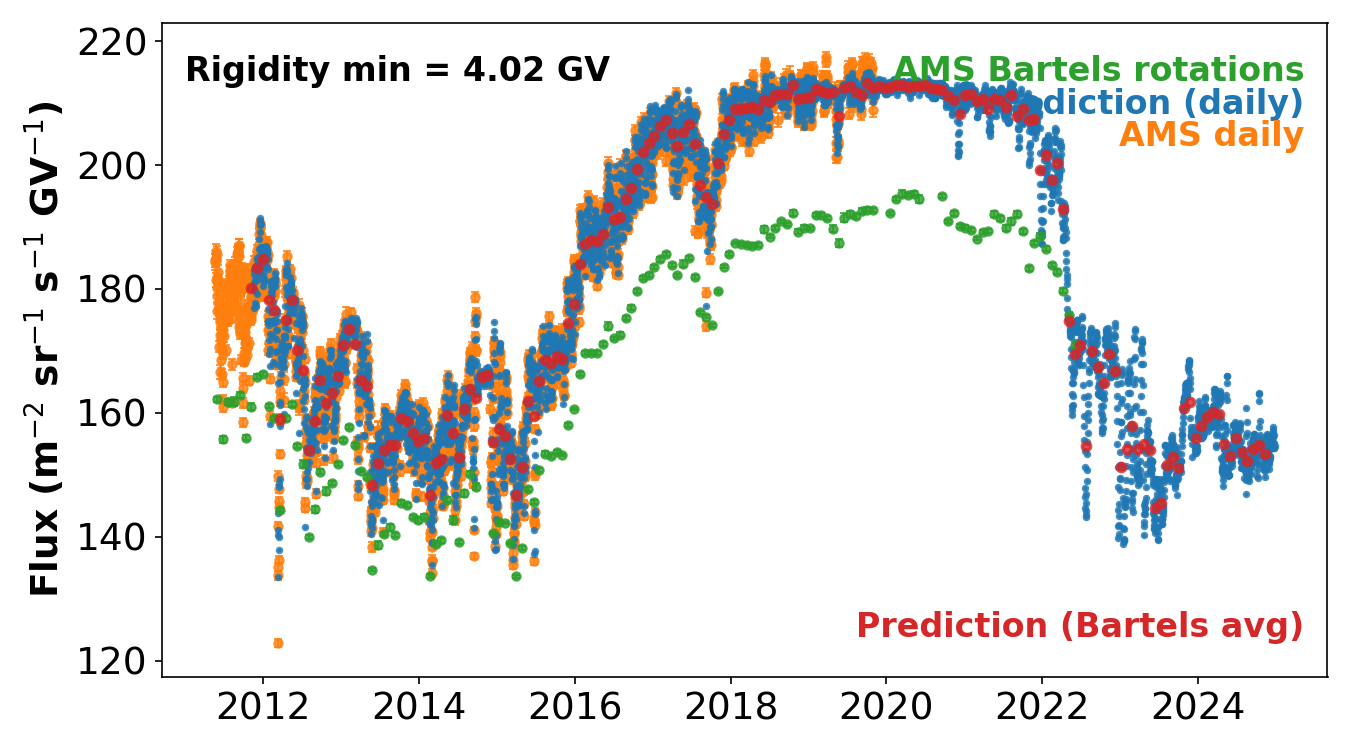 Rigidity min = 4.02 GV
AMS Bartels rotations
diction (daily)
AMS daily
Prediction (Bartels avg)
Flux (m⁻² sr⁻¹ s⁻¹ GV⁻¹)
220
200
180
160
140
120
2012 2014 2016 2018 2020 2022 2024